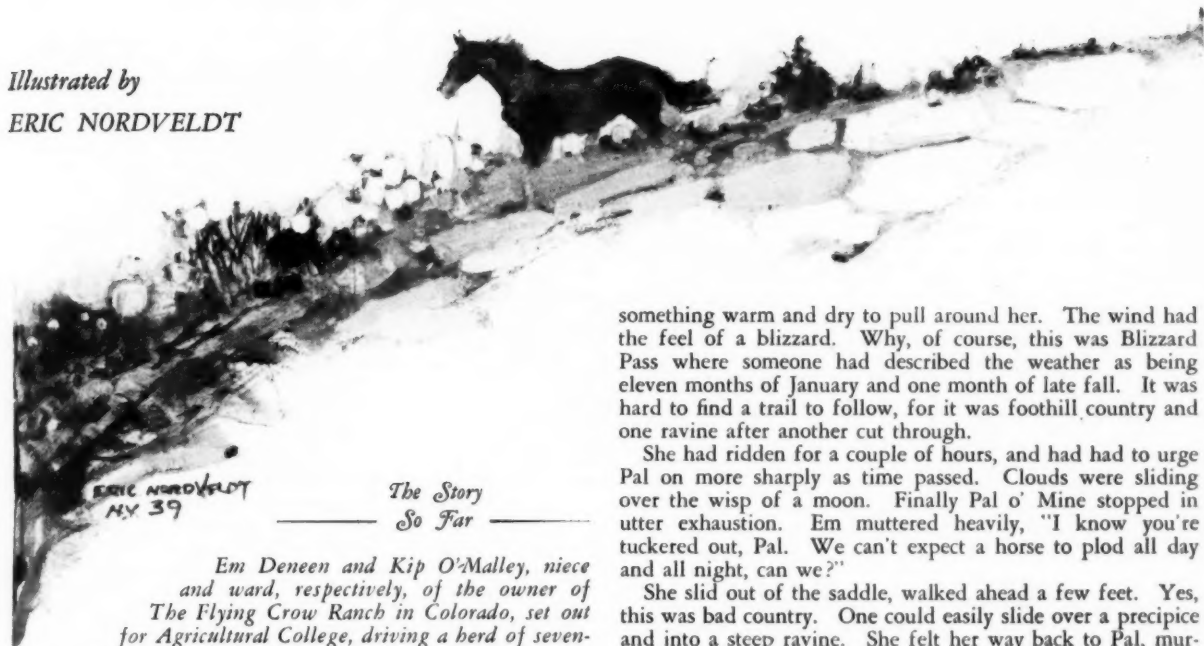 Illustrated by
ERIC NORDVELDT
ERIC NORDVELDT
N.Y. 39
The Story
So Far
Em Deneen and Kip O'Malley, niece
and ward, respectively, of the owner of
The Flying Crow Ranch in Colorado, set out
for Agricultural College, driving a herd of seven-
something warm and dry to pull around her. The wind had
the feel of a blizzard. Why, of course, this was Blizzard
Pass where someone had described the weather as being
eleven months of January and one month of late fall. It was
hard to find a trail to follow, for it was foothill country and
one ravine after another cut through.
She had ridden for a couple of hours, and had had to urge
Pal on more sharply as time passed. Clouds were sliding
over the wisp of a moon. Finally Pal o' Mine stopped in
utter exhaustion. Em muttered heavily, "I know you're
tuckered out, Pal. We can't expect a horse to plod all day
and all night, can we?"
She slid out of the saddle, walked ahead a few feet. Yes,
this was bad country. One could easily slide over a precipice
and into a steep ravine. She felt her way back to Pal, mur-